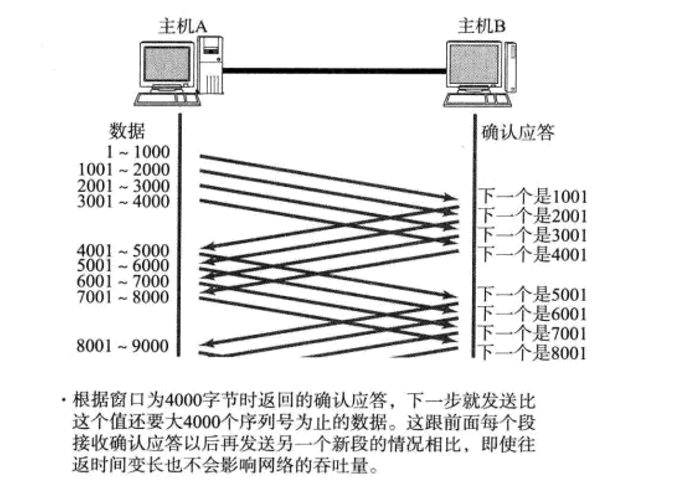 主机A
主机B
数据
确认应答
1 ~ 1000
1001 ~ 2000
2001 ~ 3000
3001 ~ 4000
下一个是1001
下一个是2001
下一个是3001
下一个是4001
4001 ~ 5000
5001 ~ 6000
6001 ~ 7000
7001 ~ 8000
下一个是5001
下一个是6001
下一个是7001
下一个是8001
8001 ~ 9000
· 根据窗口为4000字节时返回的确认应答，下一步就发送比
这个值还要大4000个序列号为止的数据。这跟前面每个段
接收确认应答以后再发送另一个新段的情况相比，即使往
返时间变长也不会影响网络的吞吐量。